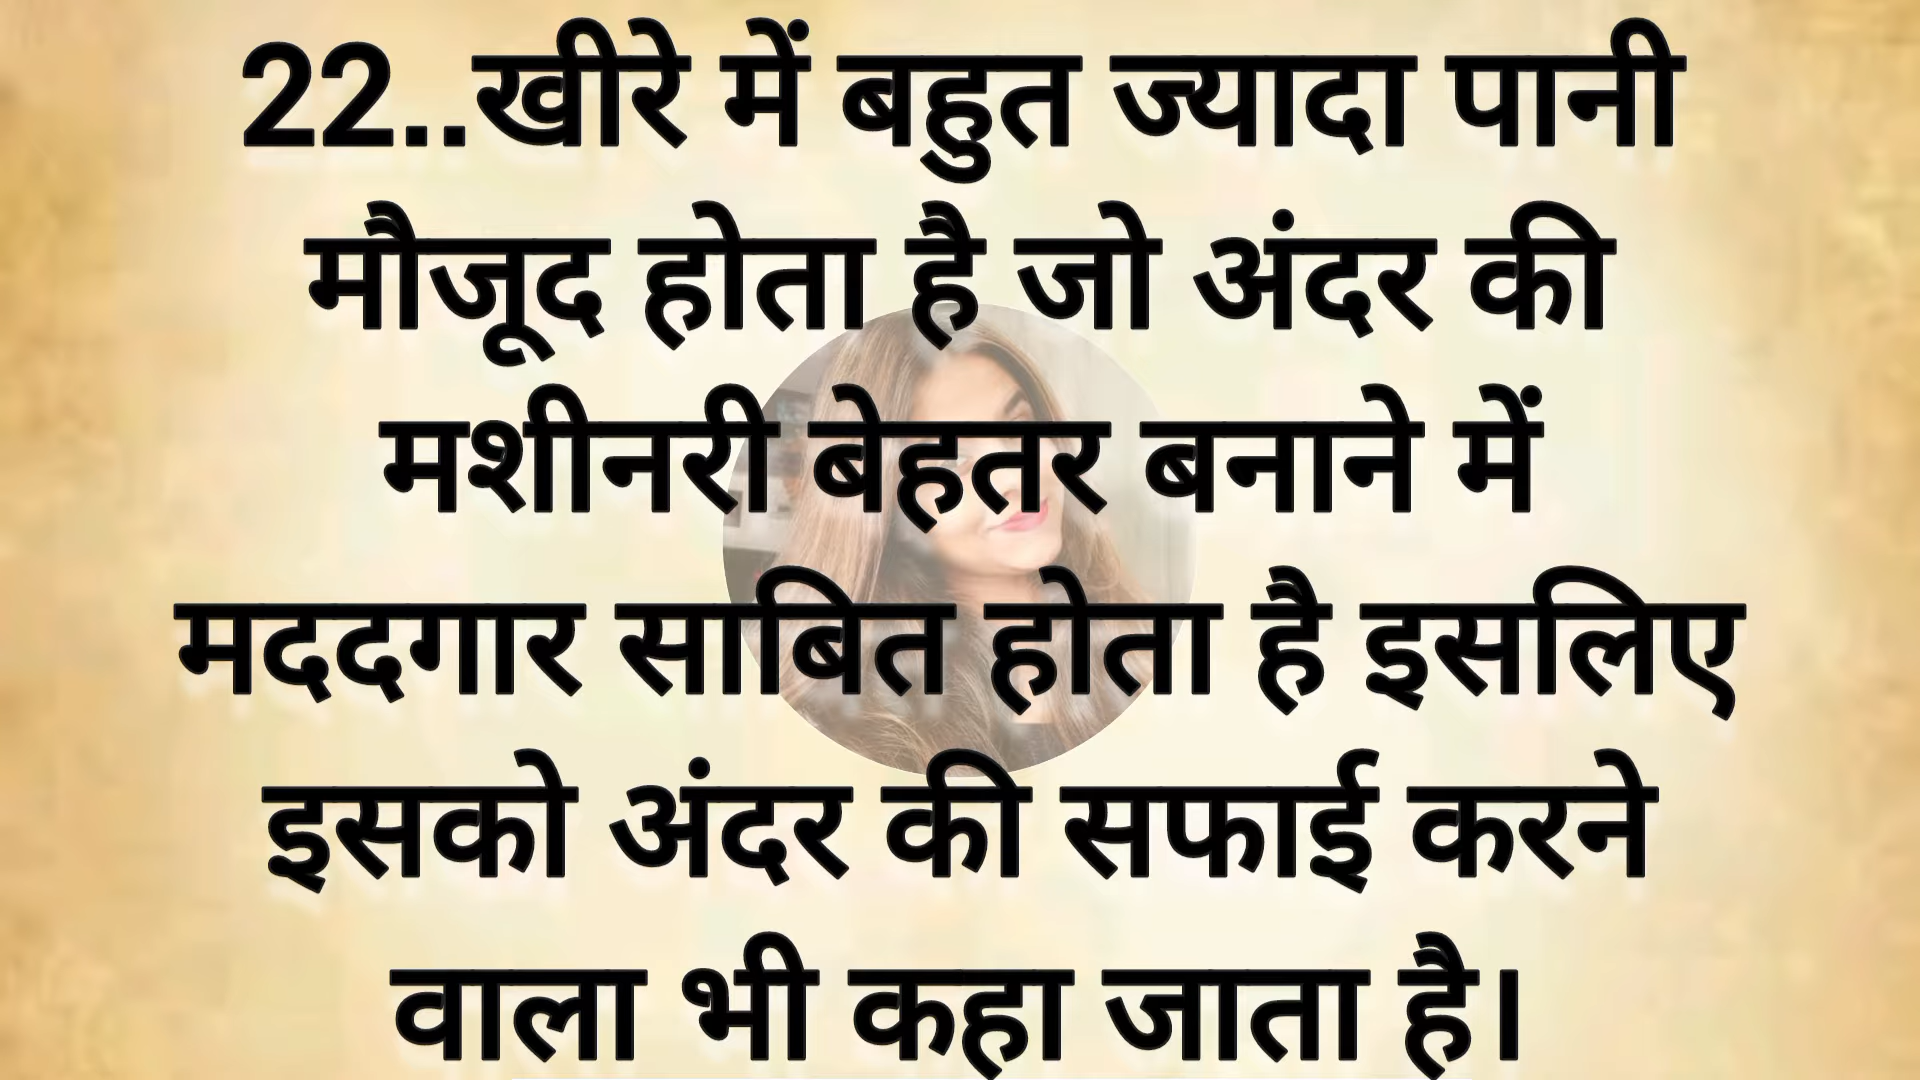 22..खीरे में बहुत ज्यादा पानी
मौजूद होता है जो अंदर की
मशीनरी बेहतर बनाने में
मददगार साबित होता है इसलिए
इसको अंदर की सफाई करने
वाला भी कहा जाता है।